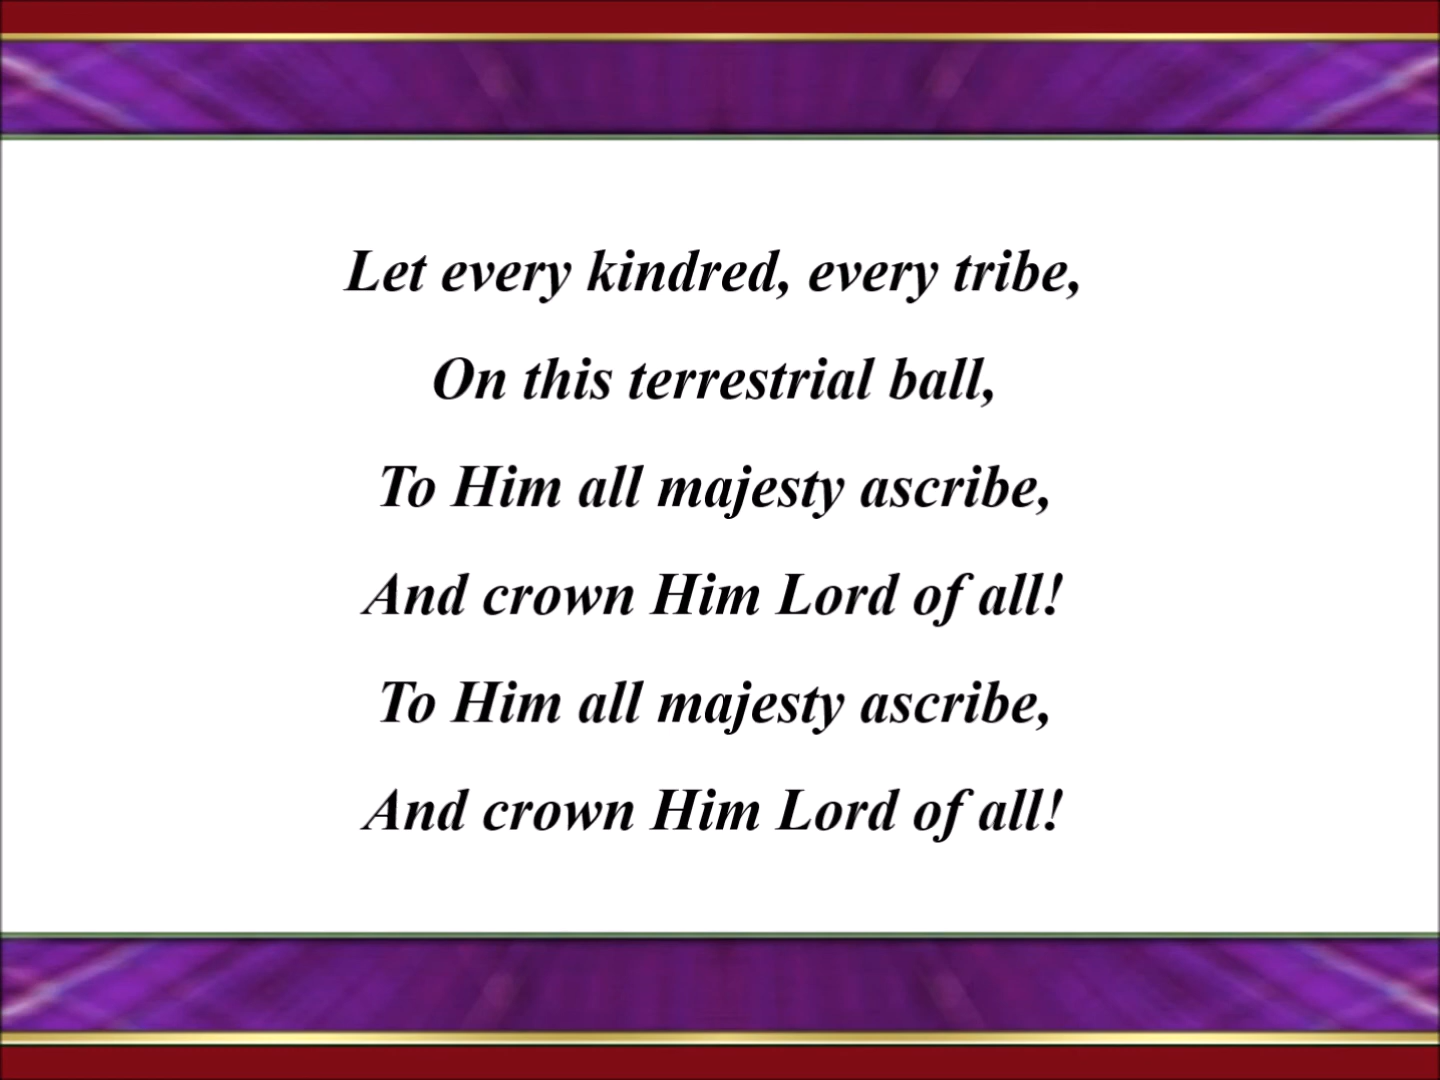 Let every kindred, every tribe,
On this terrestrial ball,
To Him all majesty ascribe,
And crown Him Lord of all!
To Him all majesty ascribe,
And crown Him Lord of all!